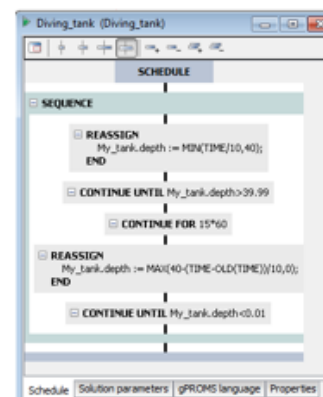 Diving_tank (Diving_tank)
SCHEDULE
SEQUENCE
REASSIGN
My_tank.depth := MIN(TIME/10,40);
END
CONTINUE UNTIL My_tank.depth>39.99
CONTINUE FOR 15*60
REASSIGN
My_tank.depth := MAX(40-(TIME-OLD(TIME))/10,0);
END
CONTINUE UNTIL My_tank.depth<0.01
Schedule Solution parameters gPROMS language Properties